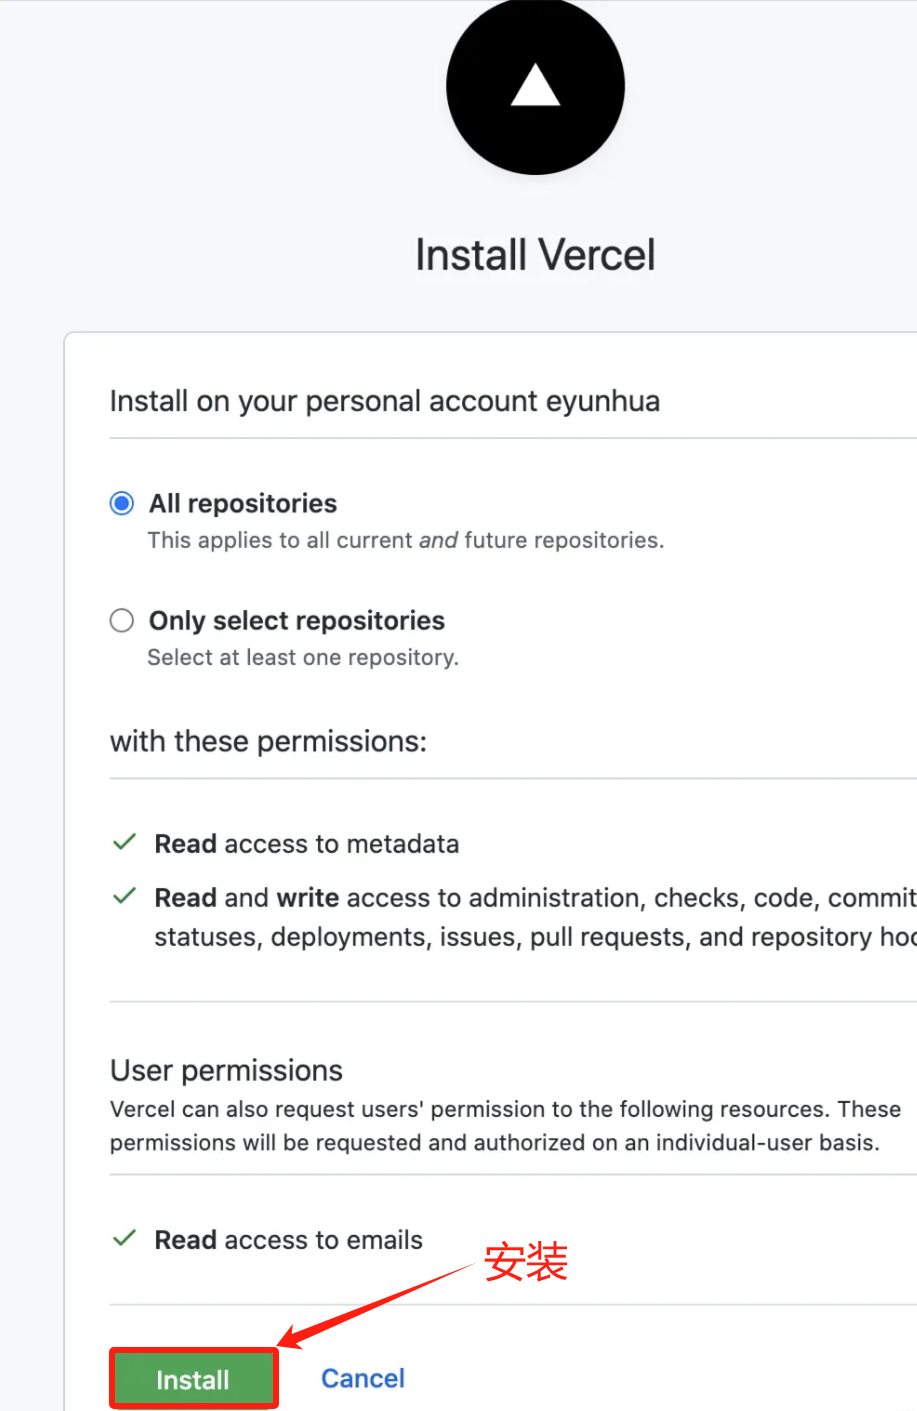 Install Vercel
Install on your personal account eyunhua
All repositories
This applies to all current and future repositories.
Only select repositories
Select at least one repository.
with these permissions:
Read access to metadata
Read and write access to administration, checks, code, commit
statuses, deployments, issues, pull requests, and repository
User permissions
Vercel can also request users' permission to the following resources. These
permissions will be requested and authorized on an individual-user basis.
Read access to emails
安装
Install
Cancel